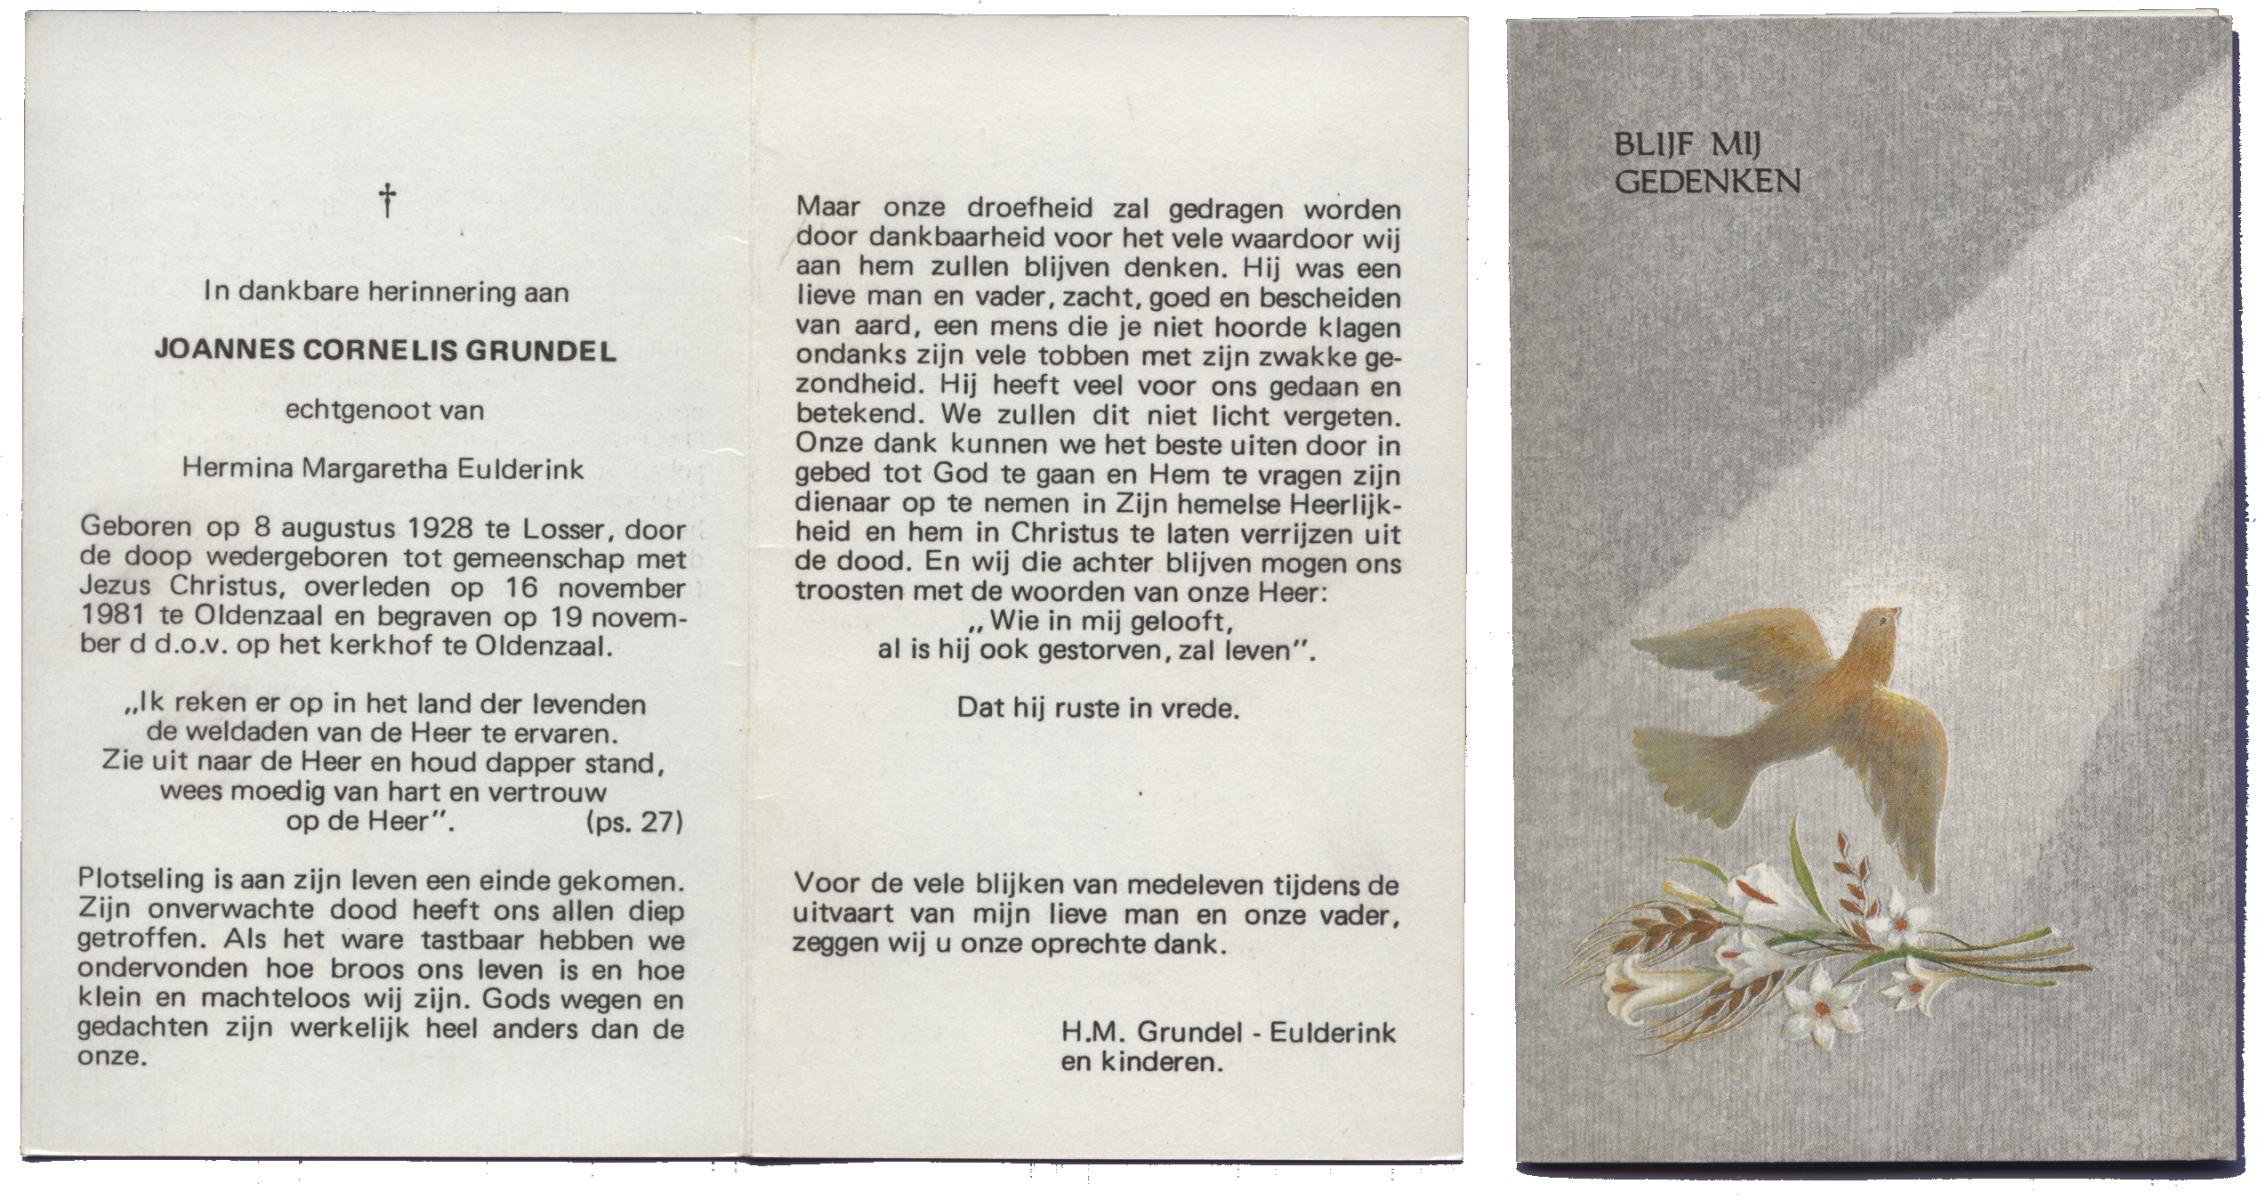 †
In dankbare herinnering aan
JOANNES CORNELIS GRUNDEL
echtgenoot van
Hermina Margaretha Eulderink
Geboren op 8 augustus 1928 te Losser, door
de doop wedergeboren tot gemeenschap met
Jezus Christus, overleden op 16 november
1981 te Oldenzaal en begraven op 19 novem-
ber d d.o.v. op het kerkhof te Oldenzaal.
„Ik reken er op in het land der levenden
de weldaden van de Heer te ervaren.
Zie uit naar de Heer en houd dapper stand,
wees moedig van hart en vertrouw
op de Heer”. (ps. 27)
Plotseling is aan zijn leven een einde gekomen.
Zijn onverwachte dood heeft ons allen diep
getroffen. Als het ware tastbaar hebben we
ondervonden hoe broos ons leven is en hoe
klein en machteloos wij zijn. Gods wegen en
gedachten zijn werkelijk heel anders dan de
onze.
Maar onze droefheid zal gedragen worden
door dankbaarheid voor het vele waardoor wij
aan hem zullen blijven denken. Hij was een
lieve man en vader, zacht, goed en bescheiden
van aard, een mens die je niet hoorde klagen
ondanks zijn vele tobben met zijn zwakke ge-
zondheid. Hij heeft veel voor ons gedaan en
betekend. We zullen dit niet licht vergeten.
Onze dank kunnen we het beste uiten door in
gebed tot God te gaan en Hem te vragen zijn
dienaar op te nemen in Zijn hemelse Heerlijk-
heid en hem in Christus te laten verrijzen uit
de dood. En wij die achter blijven mogen ons
troosten met de woorden van onze Heer:
„Wie in mij gelooft,
al is hij ook gestorven, zal leven”.
Dat hij ruste in vrede.
Voor de vele blijken van medeleven tijdens de
uitvaart van mijn lieve man en onze vader,
zeggen wij u onze oprechte dank.
H.M. Grundel - Eulderink
en kinderen.
BLIJF MIJ
GEDENKEN